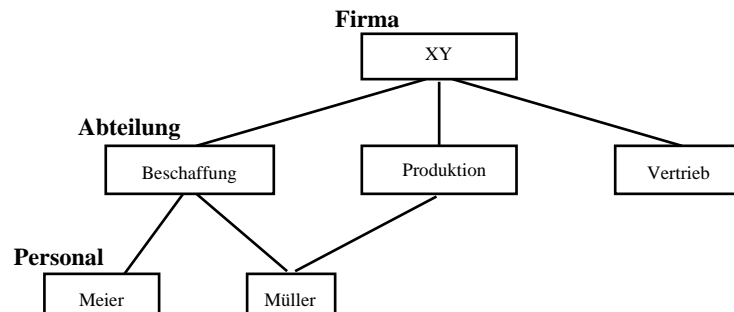 Firma
XY
Abteilung
Beschaffung
Produktion
Vertrieb
Personal
Meier
Müller